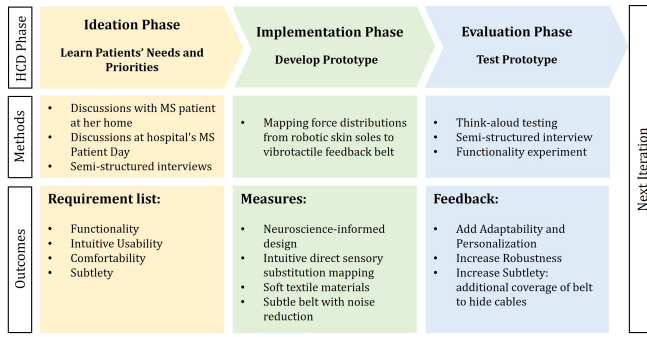 HCD Phase
Ideation Phase
Learn Patients' Needs and
Priorities
Implementation Phase
Develop Prototype
Evaluation Phase
Test Prototype
Methods
• Discussions with MS patient
at her home
• Discussions at hospital's MS
Patient Day
• Semi-structured interviews
• Mapping force distributions
from robotic skin soles to
vibrotactile feedback belt
• Think-aloud testing
• Semi-structured interview
• Functionality experiment
Outcomes
Requirement list:
• Functionality
• Intuitive Usability
• Comfortability
• Subtlety
Measures:
• Neuroscience-informed
design
• Intuitive direct sensory
substitution mapping
• Soft textile materials
• Subtle belt with noise
reduction
Feedback:
• Add Adaptability and
Personalization
• Increase Robustness
• Increase Subtlety:
additional coverage of belt
to hide cables
Next Iteration